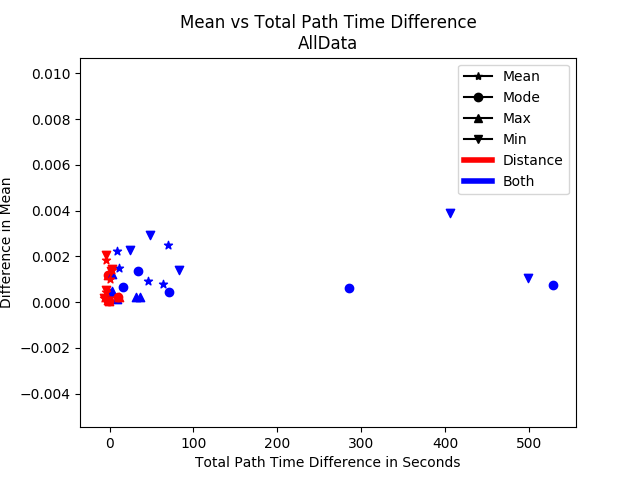 Mean vs Total Path Time Difference
AllData
Mean
Mode
Max
Min
Distance
Both
0.010
0.008
0.006
0.004
0.002
0.000
−0.002
−0.004
Difference in Mean
0
100
200
300
400
500
Total Path Time Difference in Seconds